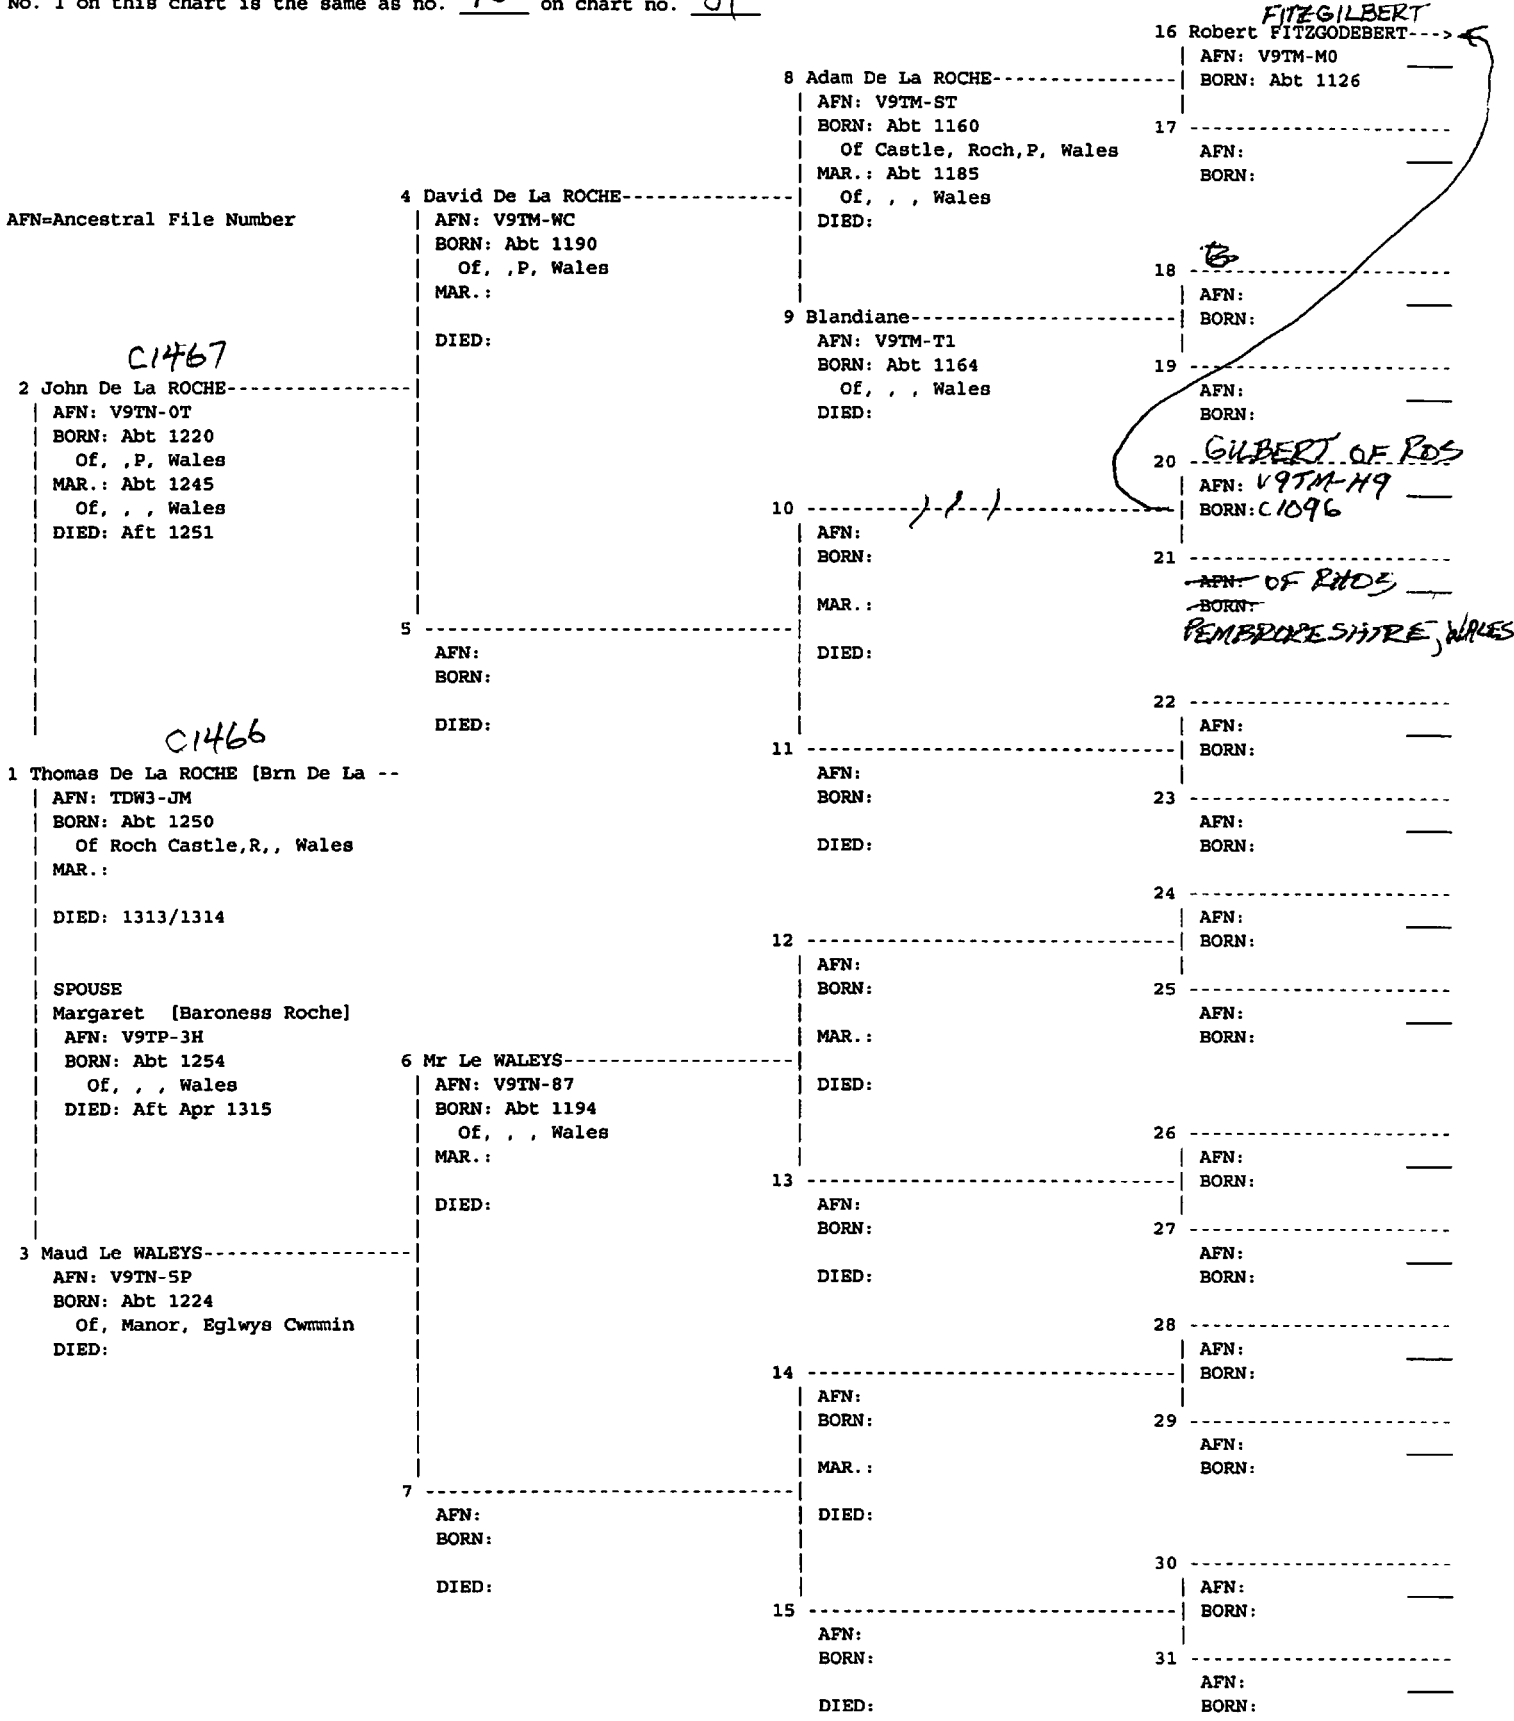 No. 1 on this chart is the same as no. on chart no.
FITZGILBERT
16 Robert FITZGODEBERT--->
AFN: V9TM-M0
BORN: Abt 1126
8 Adam De La ROCHE
AFN: V9TM-ST
BORN: Abt 1160
Of Castle, Roch,P, Wales
MAR.: Abt 1185
Of, , , Wales
DIED:
17
AFN:
BORN:
4 David De La ROCHE
AFN: V9TM-WC
BORN: Abt 1190
Of, ,P, Wales
MAR.:
DIED:
AFN=Ancestral File Number
18
AFN:
BORN:
9 Blandiane
AFN: V9TM-T1
BORN: Abt 1164
Of, , , Wales
DIED:
19
AFN:
BORN:
C1467
2 John De La ROCHE
AFN: V9TN-0T
BORN: Abt 1220
Of, ,P, Wales
MAR.: Abt 1245
Of, , , Wales
DIED: Aft 1251
20 GILBERT OF ROS
AFN: V9TM-H9
BORN: C1096
10
AFN:
BORN:
MAR.:
DIED:
21
AFN: OF RHOS,
BORN:
PEMBROKESHIRE, WALES
5
AFN:
BORN:
DIED:
22
AFN:
BORN:
11
AFN:
BORN:
DIED:
23
AFN:
BORN:
C1466
1 Thomas De La ROCHE [Brn De La --
AFN: TDW3-JM
BORN: Abt 1250
Of Roch Castle,R,, Wales
MAR.:
DIED: 1313/1314
SPOUSE
Margaret [Baroness Roche]
AFN: V9TP-3H
BORN: Abt 1254
Of, , , Wales
DIED: Aft Apr 1315
24
AFN:
BORN:
12
AFN:
BORN:
MAR.:
DIED:
25
AFN:
BORN:
6 Mr Le WALEYS
AFN: V9TN-87
BORN: Abt 1194
Of, , , Wales
MAR.:
DIED:
26
AFN:
BORN:
13
AFN:
BORN:
DIED:
27
AFN:
BORN:
3 Maud Le WALEYS
AFN: V9TN-5P
BORN: Abt 1224
Of, Manor, Eglwys Cwmmin
DIED:
28
AFN:
BORN:
14
AFN:
BORN:
MAR.:
DIED:
29
AFN:
BORN:
7
AFN:
BORN:
DIED:
30
AFN:
BORN:
15
AFN:
BORN:
DIED:
31
AFN:
BORN: